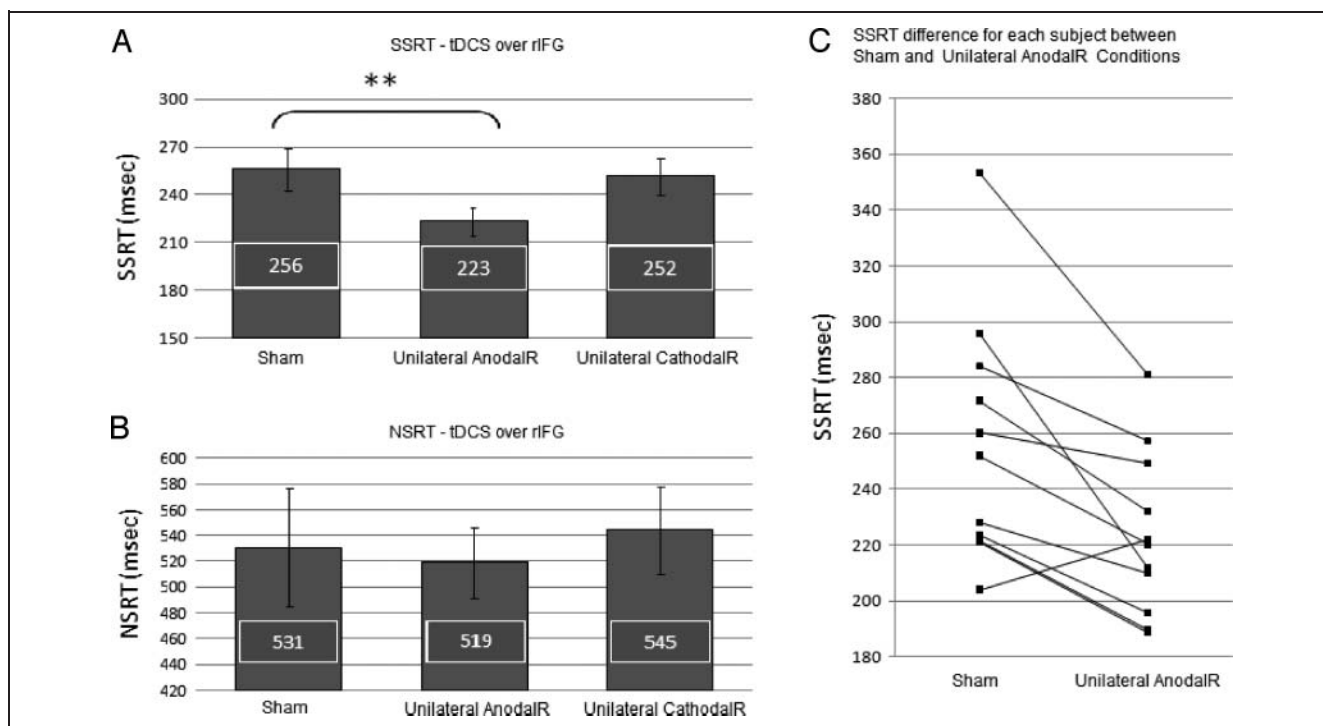 A
SSRT - tDCS over rIFG
**
300
270
240
210
180
150
SSRT (msec)
256
223
252
Sham
Unilateral AnodalR
Unilateral CathodalR
B
NSRT - tDCS over rIFG
600
580
560
540
520
500
480
460
440
420
NSRT (msec)
531
519
545
Sham
Unilateral AnodalR
Unilateral CathodalR
C
SSRT difference for each subject between
Sham and Unilateral AnodalR Conditions
380
360
340
320
300
280
260
240
220
200
180
SSRT (msec)
Sham
Unilateral AnodalR